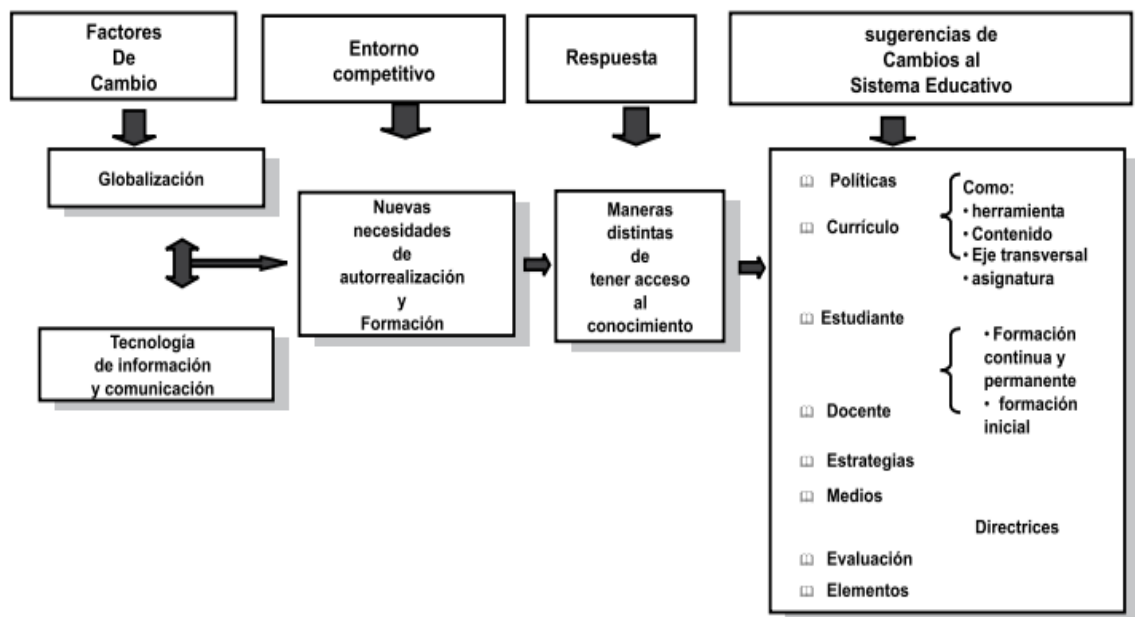 Factores
De
Cambio
Entorno
competitivo
Respuesta
sugerencias de
Cambios al
Sistema Educativo
Globalización
Tecnología
de información
y comunicación
Nuevas
necesidades
de
autorrealización
y
Formación
Maneras
distintas
de
tener acceso
al
conocimiento
Políticas
Currículo
Como:
• herramienta
• Contenido
• Eje transversal
• asignatura
Estudiante
• Formación
continua y
permanente
• formación
inicial
Docente
Estrategias
Medios
Directrices
Evaluación
Elementos